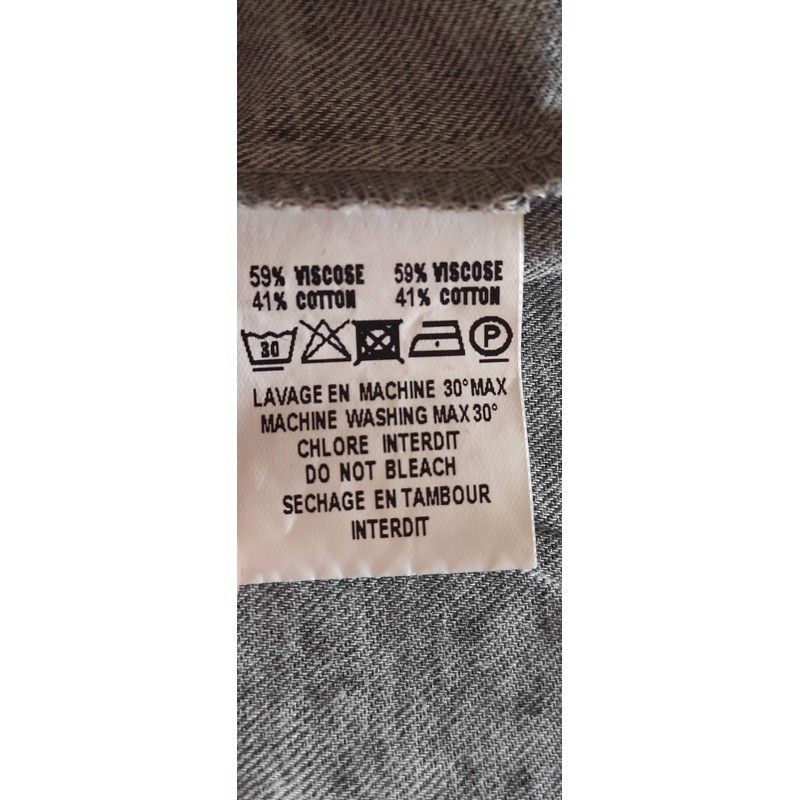 59% VISCOSE 59% VISCOSE
41% COTTON 41% COTTON
30 P
LAVAGE EN MACHINE 30°MAX
MACHINE WASHING MAX 30°
CHLORE INTERDIT
DO NOT BLEACH
SECHAGE EN TAMBOUR
INTERDIT